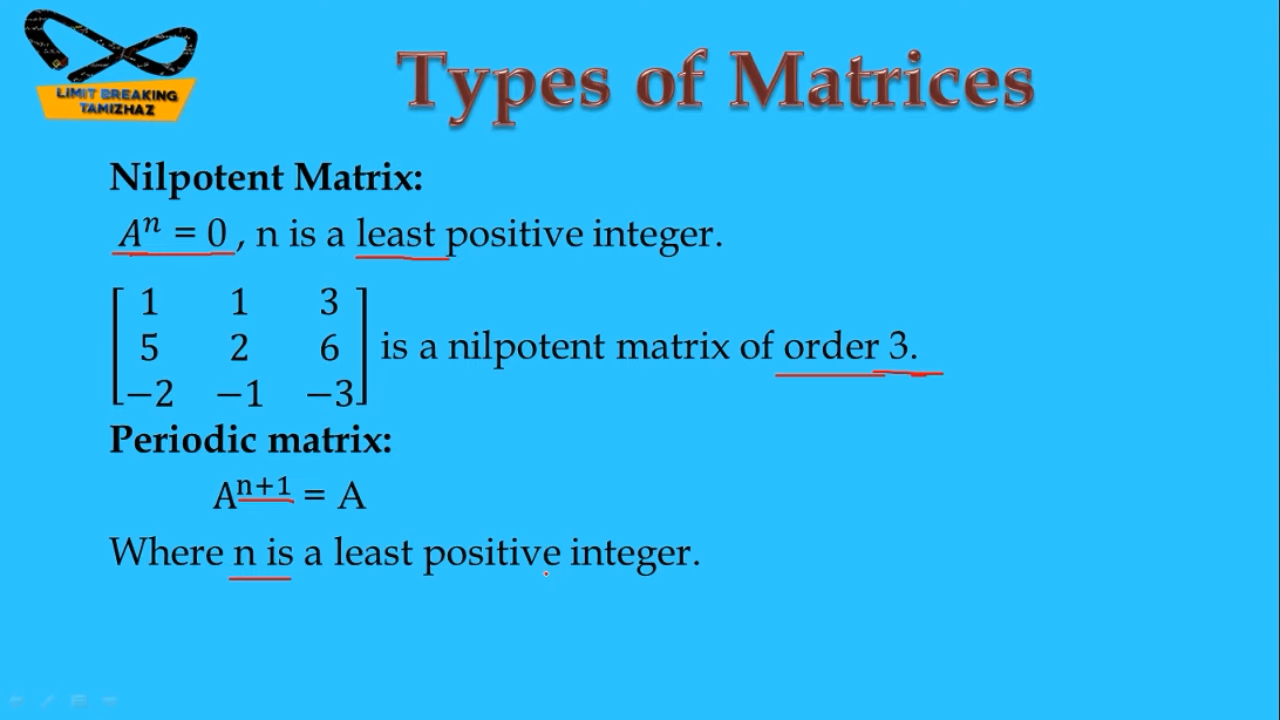 LIMIT BREAKING
TAMIZHAZ
Types of Matrices
Nilpotent Matrix:
Aⁿ = 0 , n is a least positive integer.
1 1 3
5 2 6 is a nilpotent matrix of order 3.
−2 −1 −3
Periodic matrix:
Aⁿ⁺¹ = A
Where n is a least positive integer.